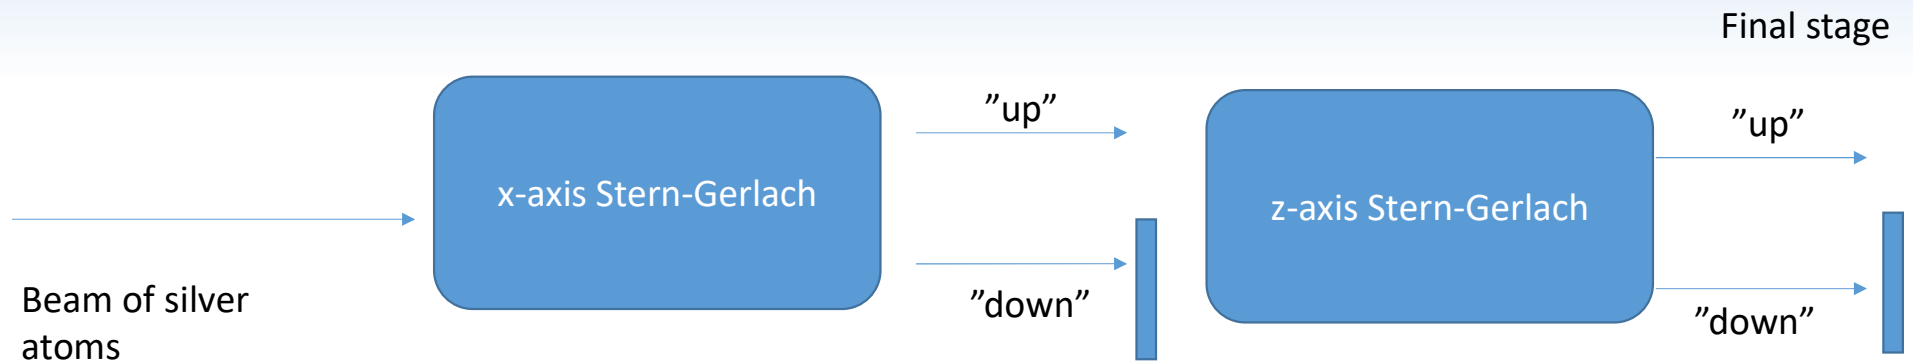 Final stage
”up”
”up”
x-axis Stern-Gerlach
z-axis Stern-Gerlach
Beam of silver
atoms
”down”
”down”